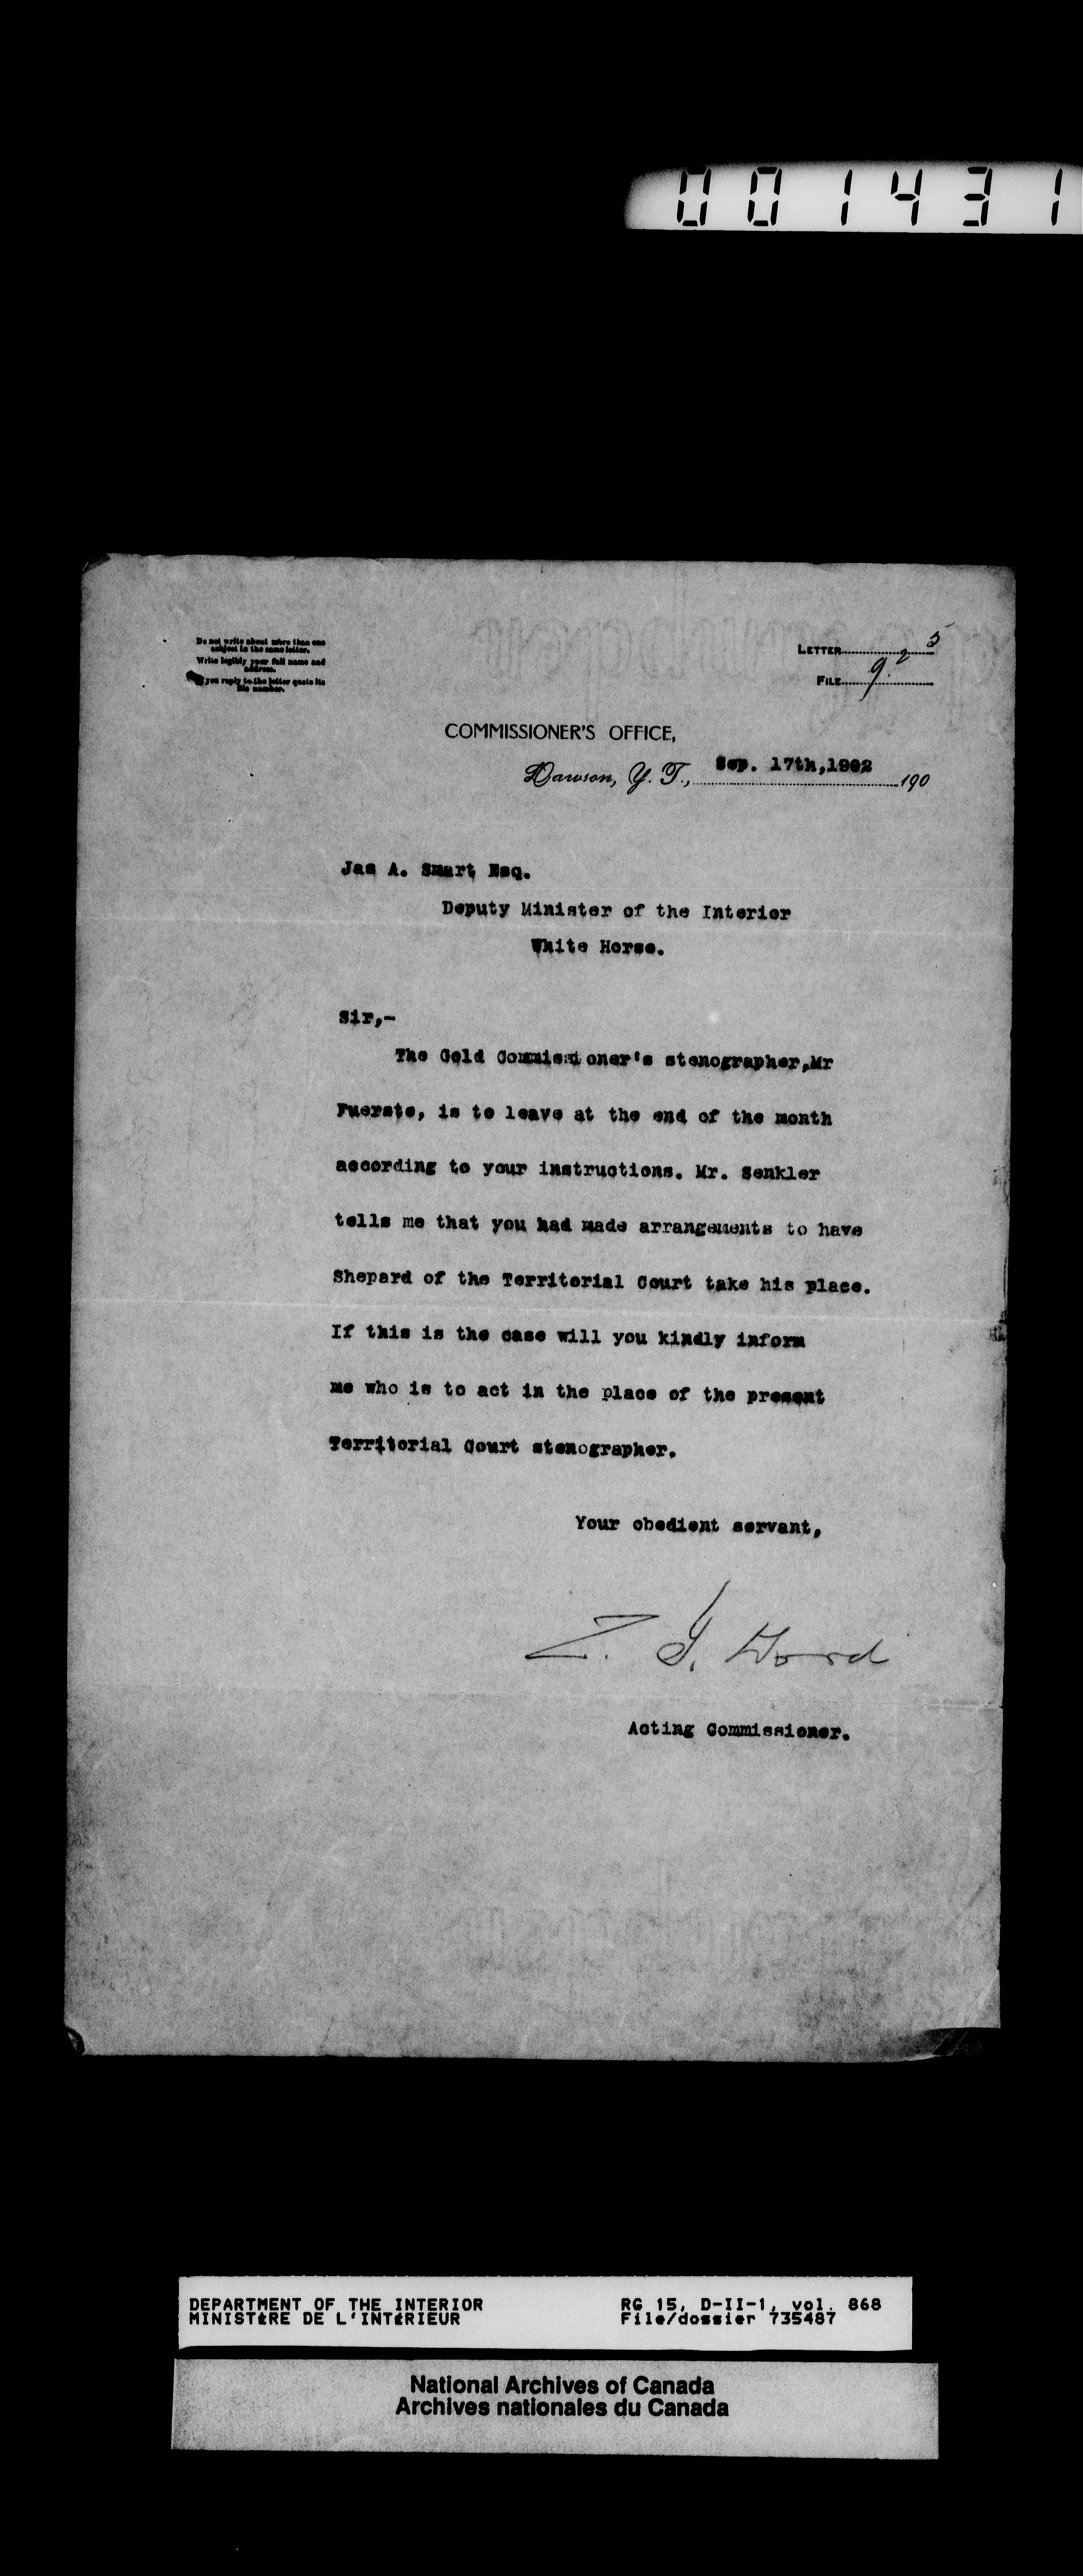 001431
Do not write about more than one
subject in the same letter.
Write legibly your full name and
address.
you reply to the letter quote its
file number.
LETTER
FILE
925
COMMISSIONER'S OFFICE,
Dawson, Y. T., Sep. 17th,1902 190
Jas A. Smart Esq.
Deputy Minister of the Interior
White Horse.
Sir,-
The Gold Commissioner's stenographer,Mr
Fuerste, is to leave at the end of the month
according to your instructions. Mr. Senkler
tells me that you had made arrangements to have
Shepard of the Territorial Court take his place.
If this is the case will you kindly inform
me who is to act in the place of the present
Territorial Court stenographer.
Your obedient servant,
Z. T. Wood
Acting Commissioner.
DEPARTMENT OF THE INTERIOR RG 15, D-II-1, vol. 868
MINISTÈRE DE L'INTÉRIEUR File/dossier 735487
National Archives of Canada
Archives nationales du Canada